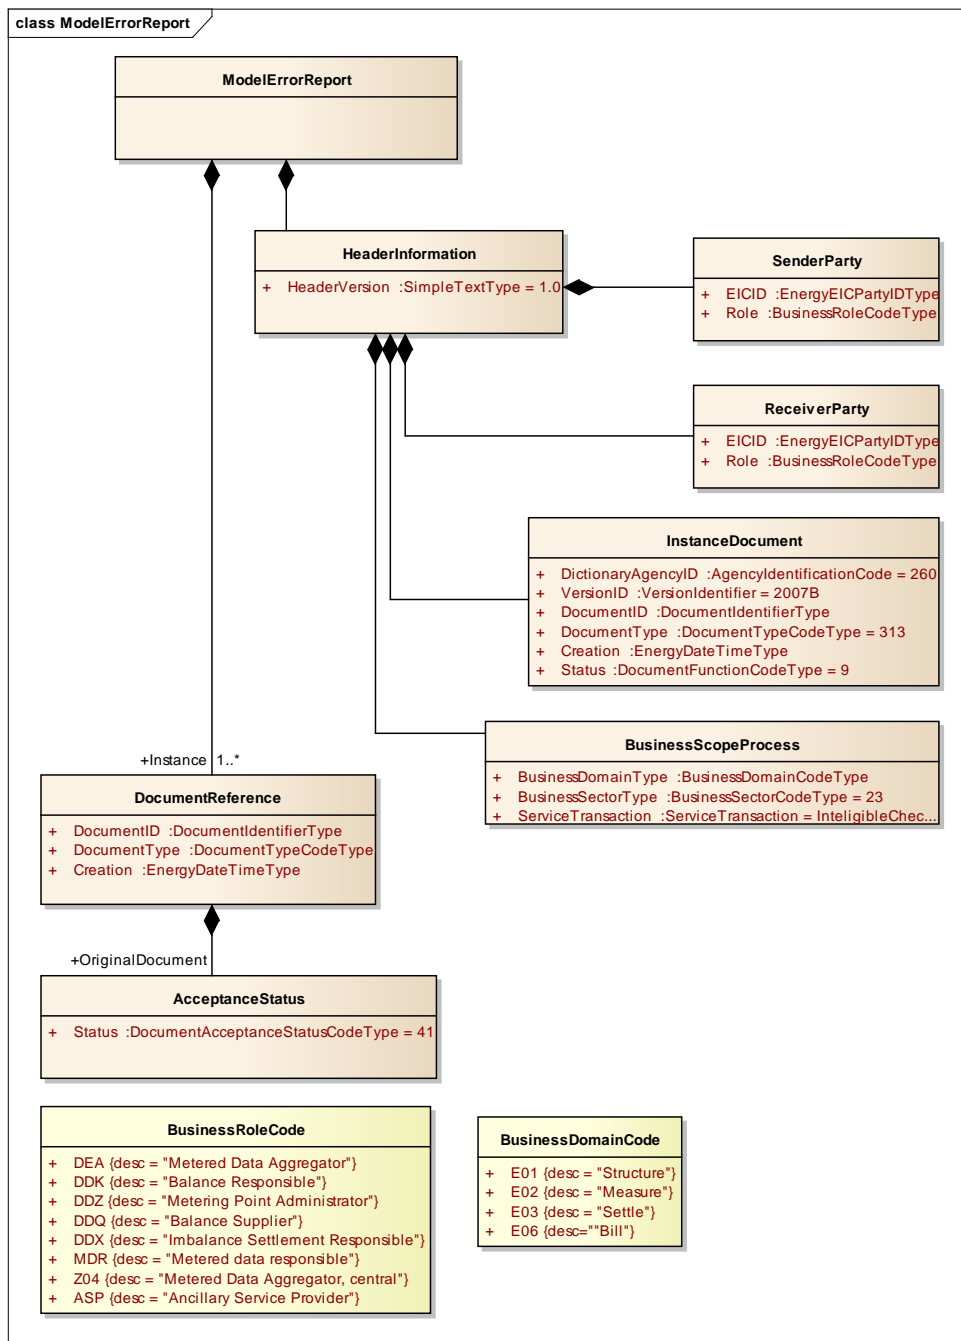 class ModelErrorReport
ModelErrorReport
HeaderInformation
+ HeaderVersion :SimpleTextType = 1.0
SenderParty
+ EICID :EnergyEICPartyIDType
+ Role :BusinessRoleCodeType
ReceiverParty
+ EICID :EnergyEICPartyIDType
+ Role :BusinessRoleCodeType
InstanceDocument
+ DictionaryAgencyID :AgencyIdentificationCode = 260
+ VersionID :VersionIdentifier = 2007B
+ DocumentID :DocumentIdentifierType
+ DocumentType :DocumentTypeCodeType = 313
+ Creation :EnergyDateTimeType
+ Status :DocumentFunctionCodeType = 9
BusinessScopeProcess
+ BusinessDomainType :BusinessDomainCodeType
+ BusinessSectorType :BusinessSectorCodeType = 23
+ ServiceTransaction :ServiceTransaction = InteligibleChec...
+Instance 1..*
DocumentReference
+ DocumentID :DocumentIdentifierType
+ DocumentType :DocumentTypeCodeType
+ Creation :EnergyDateTimeType
+OriginalDocument
AcceptanceStatus
+ Status :DocumentAcceptanceStatusCodeType = 41
BusinessRoleCode
+ DEA {desc = "Metered Data Aggregator"}
+ DDK {desc = "Balance Responsible"}
+ DDZ {desc = "Metering Point Administrator"}
+ DDQ {desc = "Balance Supplier"}
+ DDX {desc = "Imbalance Settlement Responsible"}
+ MDR {desc = "Metered data responsible"}
+ Z04 {desc = "Metered Data Aggregator, central"}
+ ASP {desc = "Ancillary Service Provider"}
BusinessDomainCode
+ E01 {desc = "Structure"}
+ E02 {desc = "Measure"}
+ E03 {desc = "Settle"}
+ E06 {desc=""Bill"}